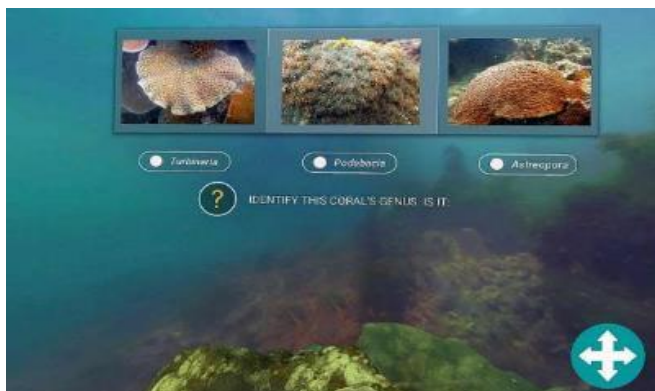 Turbinaria
Podabacia
Astreopora
?
IDENTIFY THIS CORAL'S GENUS. IS IT: